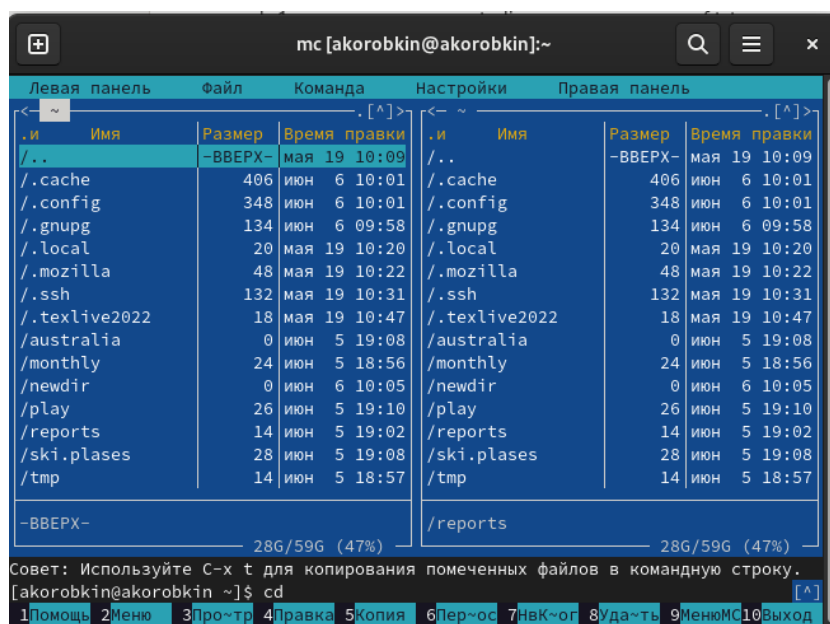 mc [akorobkin@akorobkin]:~
Левая панель Файл Команда Настройки Правая панель
<— ~ .[^]> <— ~ .[^]>
.и Имя Размер Время правки .и Имя Размер Время правки
/.. -ВВЕРХ- мая 19 10:09 /.. -ВВЕРХ- мая 19 10:09
/.cache 406 июн 6 10:01 /.cache 406 июн 6 10:01
/.config 348 июн 6 10:01 /.config 348 июн 6 10:01
/.gnupg 134 июн 6 09:58 /.gnupg 134 июн 6 09:58
/.local 20 мая 19 10:20 /.local 20 мая 19 10:20
/.mozilla 48 мая 19 10:22 /.mozilla 48 мая 19 10:22
/.ssh 132 мая 19 10:31 /.ssh 132 мая 19 10:31
/.texlive2022 18 мая 19 10:47 /.texlive2022 18 мая 19 10:47
/australia 0 июн 5 19:08 /australia 0 июн 5 19:08
/monthly 24 июн 5 18:56 /monthly 24 июн 5 18:56
/newdir 0 июн 6 10:05 /newdir 0 июн 6 10:05
/play 26 июн 5 19:10 /play 26 июн 5 19:10
/reports 14 июн 5 19:02 /reports 14 июн 5 19:02
/ski.plases 28 июн 5 19:08 /ski.plases 28 июн 5 19:08
/tmp 14 июн 5 18:57 /tmp 14 июн 5 18:57
-ВВЕРХ- /reports
28G/59G (47%) 28G/59G (47%)
Совет: Используйте C-x t для копирования помеченных файлов в командную строку.
[akorobkin@akorobkin ~]$ cd [^]
1Помощь 2Меню 3Про~тр 4Правка 5Копия 6Пер~ос 7НвК~ог 8Уда~ть 9МенюМС10Выход